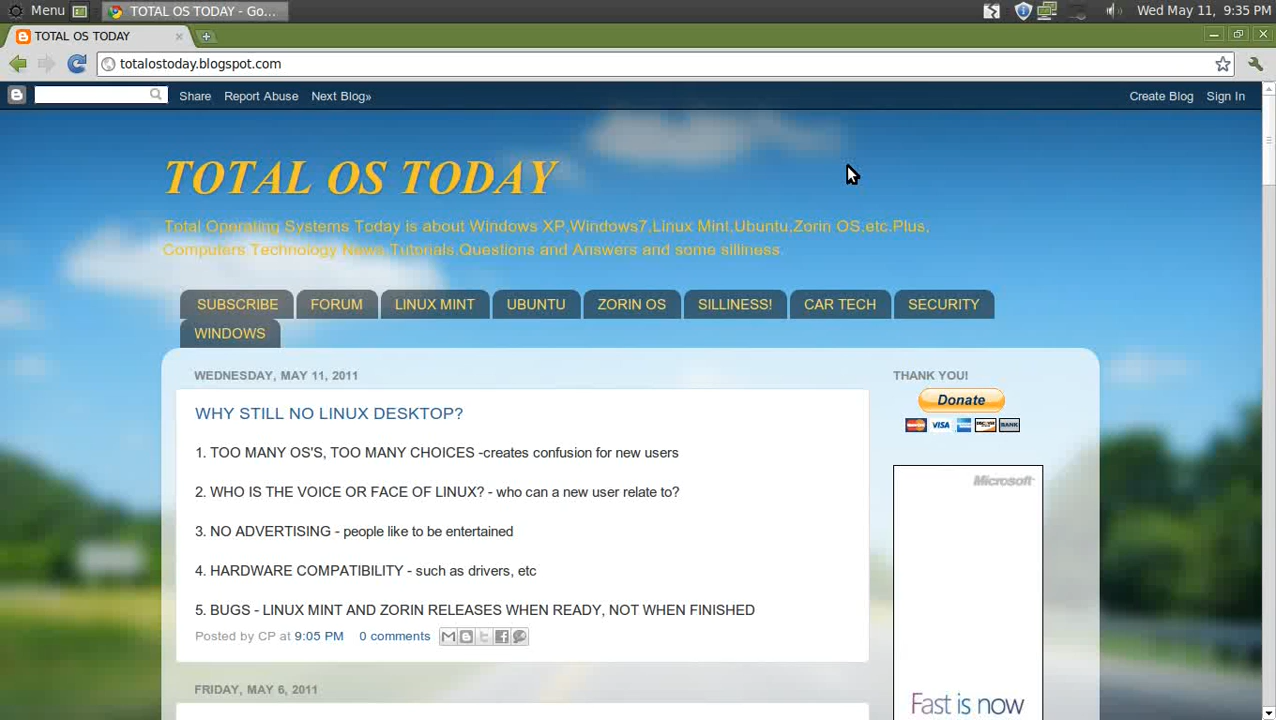 Menu
TOTAL OS TODAY - Go...
Wed May 11, 9:35 PM
TOTAL OS TODAY
totalostoday.blogspot.com
Share Report Abuse Next Blog» Create Blog Sign In
TOTAL OS TODAY
Total Operating Systems Today is about Windows XP,Windows7,Linux Mint,Ubuntu,Zorin OS,etc.Plus,
Computers Technology News,Tutorials,Questions and Answers and some silliness.
SUBSCRIBE FORUM LINUX MINT UBUNTU ZORIN OS SILLINESS! CAR TECH SECURITY
WINDOWS
WEDNESDAY, MAY 11, 2011
WHY STILL NO LINUX DESKTOP?
1. TOO MANY OS'S, TOO MANY CHOICES -creates confusion for new users
2. WHO IS THE VOICE OR FACE OF LINUX? - who can a new user relate to?
3. NO ADVERTISING - people like to be entertained
4. HARDWARE COMPATIBILITY - such as drivers, etc
5. BUGS - LINUX MINT AND ZORIN RELEASES WHEN READY, NOT WHEN FINISHED
Posted by CP at 9:05 PM 0 comments
FRIDAY, MAY 6, 2011
THANK YOU!
Donate
VISA
BANK
Microsoft
Fast is now